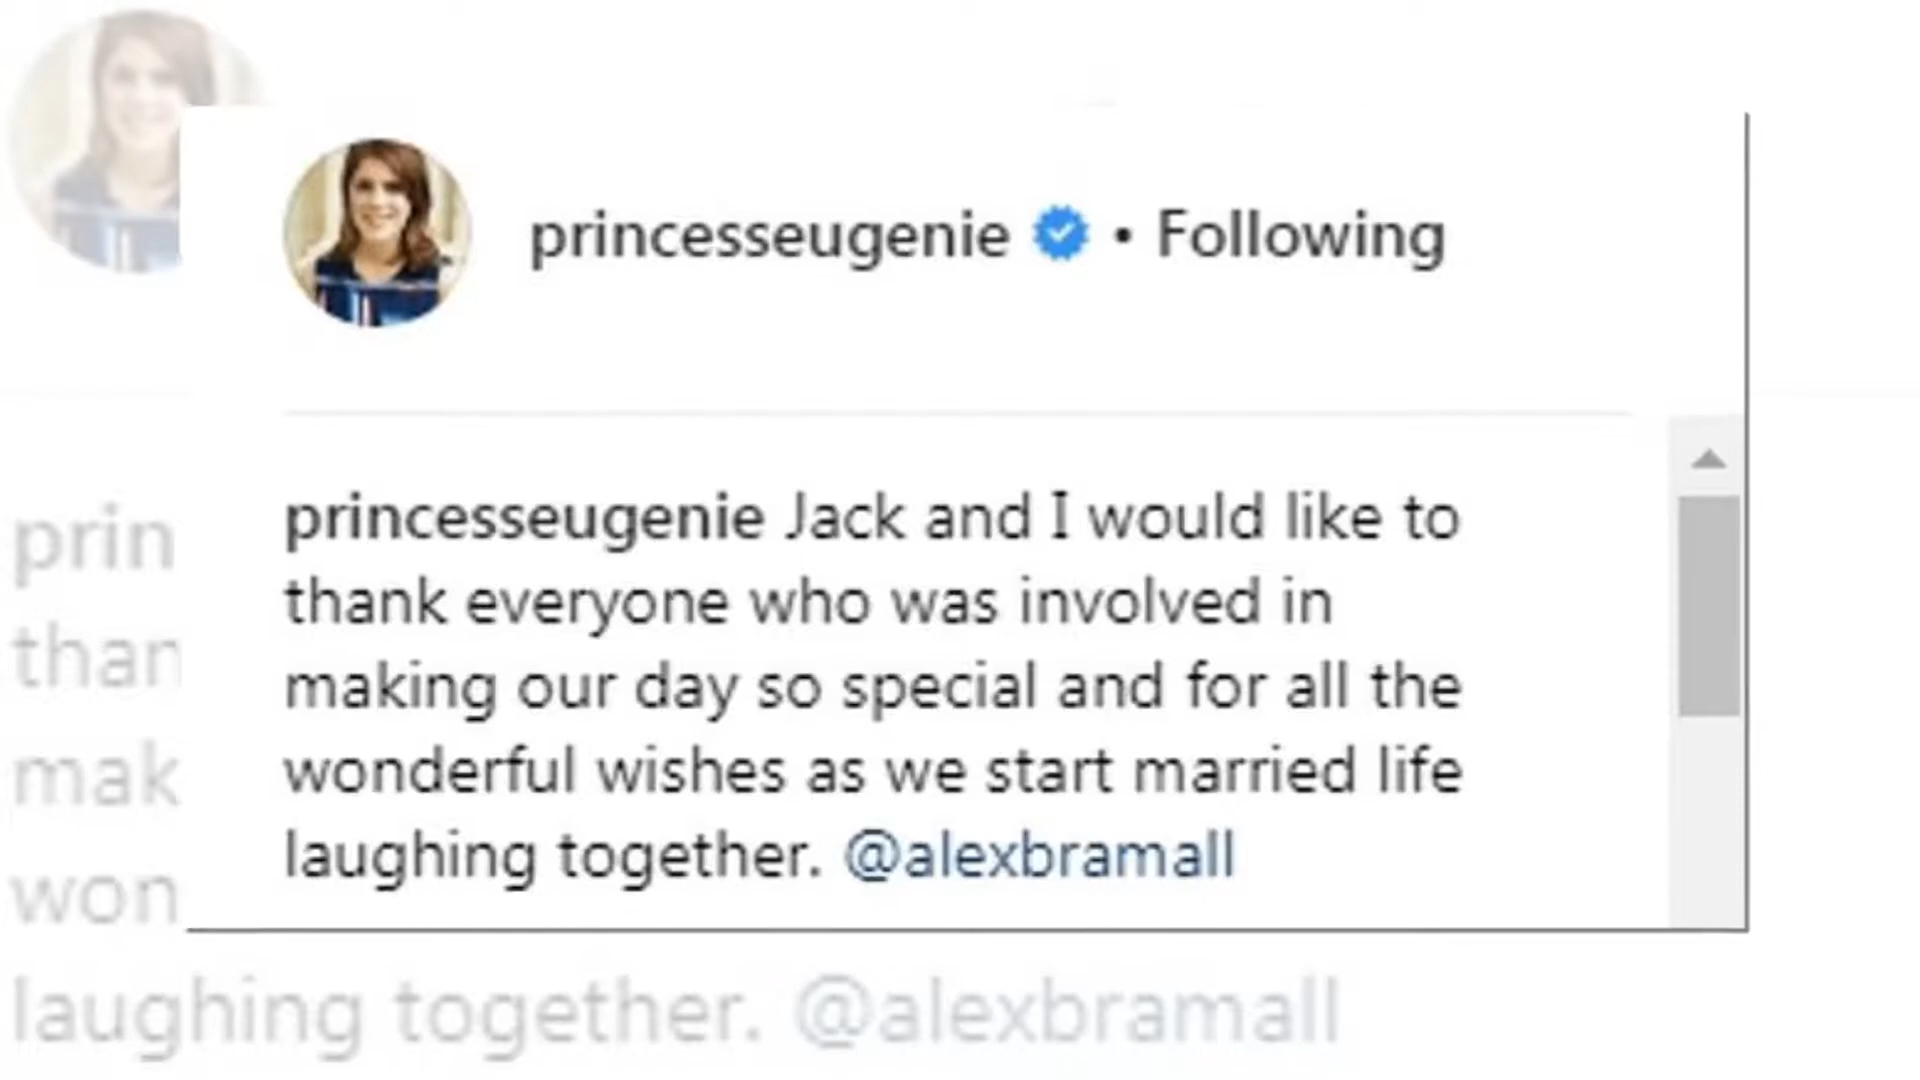 princesseugenie • Following
princesseugenie Jack and I would like to
thank everyone who was involved in
making our day so special and for all the
wonderful wishes as we start married life
laughing together. @alexbramall
prin
than
mak
won
laughing together. @alexbramall